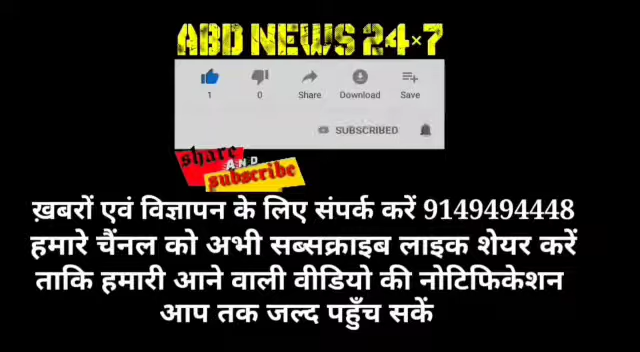 ABD NEWS 24×7
1 0 Share Download Save
SUBSCRIBED
share
AND
subscribe
ख़बरों एवं विज्ञापन के लिए संपर्क करें 9149494448
हमारे चैंनल को अभी सब्सक्राइब लाइक शेयर करें
ताकि हमारी आने वाली वीडियो की नोटिफिकेशन
आप तक जल्द पहुँच सकें